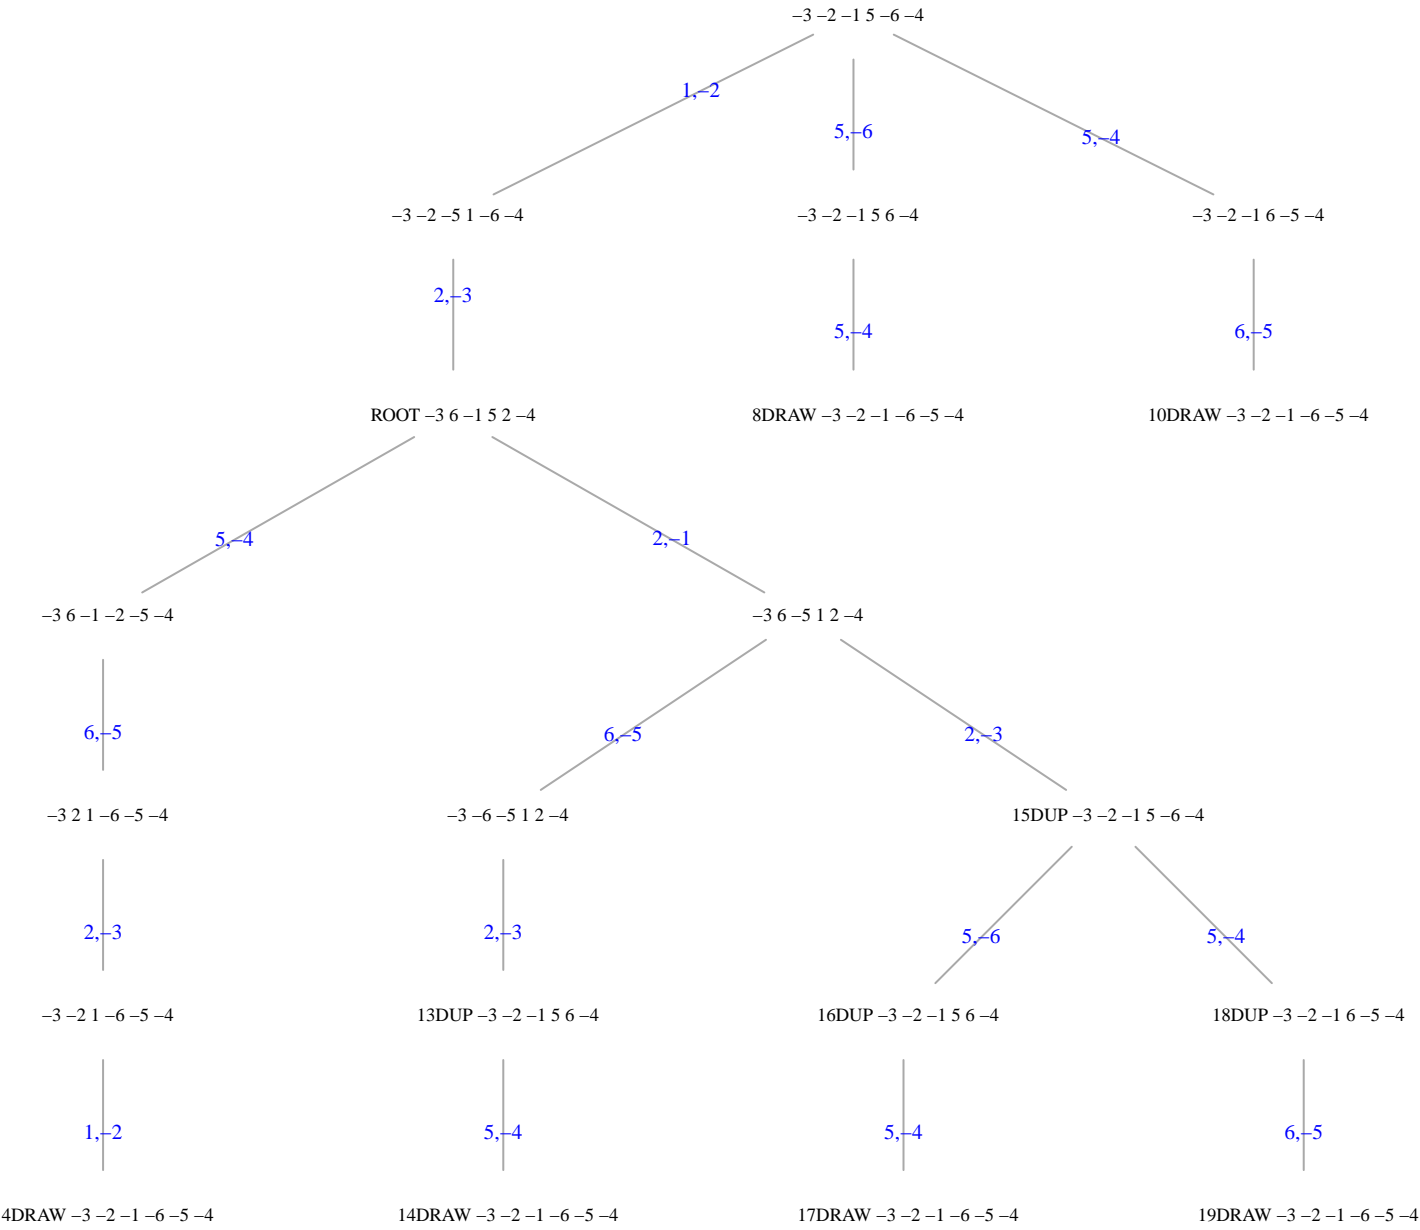 –3 –2 –1 5 –6 –4
1,–2
5,–6
5,–4
–3 –2 –5 1 –6 –4
–3 –2 –1 5 6 –4
–3 –2 –1 6 –5 –4
2,–3
5,–4
6,–5
ROOT –3 6 –1 5 2 –4
8DRAW –3 –2 –1 –6 –5 –4
10DRAW –3 –2 –1 –6 –5 –4
5,–4
2,–1
–3 6 –1 –2 –5 –4
–3 6 –5 1 2 –4
6,–5
6,–5
2,–3
–3 2 1 –6 –5 –4
–3 –6 –5 1 2 –4
15DUP –3 –2 –1 5 –6 –4
2,–3
2,–3
5,–6
5,–4
–3 –2 1 –6 –5 –4
13DUP –3 –2 –1 5 6 –4
16DUP –3 –2 –1 5 6 –4
18DUP –3 –2 –1 6 –5 –4
1,–2
5,–4
5,–4
6,–5
4DRAW –3 –2 –1 –6 –5 –4
14DRAW –3 –2 –1 –6 –5 –4
17DRAW –3 –2 –1 –6 –5 –4
19DRAW –3 –2 –1 –6 –5 –4